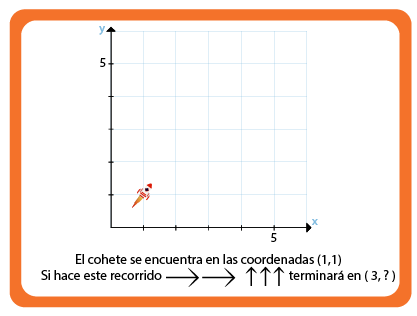 y
5
x
5
El cohete se encuentra en las coordenadas (1,1)
Si hace este recorrido →→ ↑↑↑ terminará en ( 3, ? )